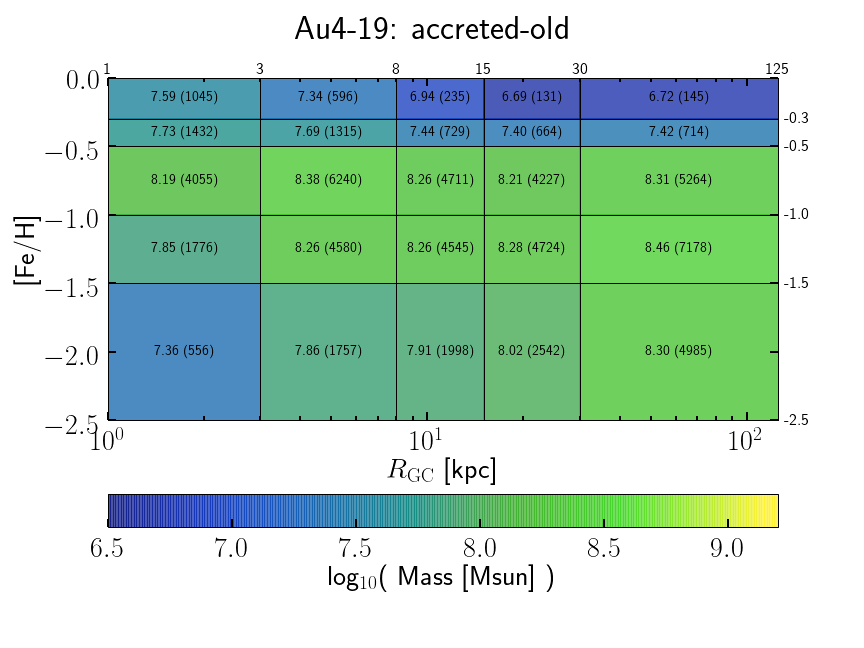 Au4-19: accreted-old
1 3 8 15 30 125
0.0 7.59 (1045) 7.34 (596) 6.94 (235) 6.69 (131) 6.72 (145)
-0.3
7.73 (1432) 7.69 (1315) 7.44 (729) 7.40 (664) 7.42 (714)
−0.5 -0.5
8.19 (4055) 8.38 (6240) 8.26 (4711) 8.21 (4227) 8.31 (5264)
−1.0 -1.0
[Fe/H]
7.85 (1776) 8.26 (4580) 8.26 (4545) 8.28 (4724) 8.46 (7178)
−1.5 -1.5
−2.0 7.36 (556) 7.86 (1757) 7.91 (1998) 8.02 (2542) 8.30 (4985)
−2.5 -2.5
10⁰ 10¹ 10²
R_GC [kpc]
6.5 7.0 7.5 8.0 8.5 9.0
log₁₀( Mass [Msun] )